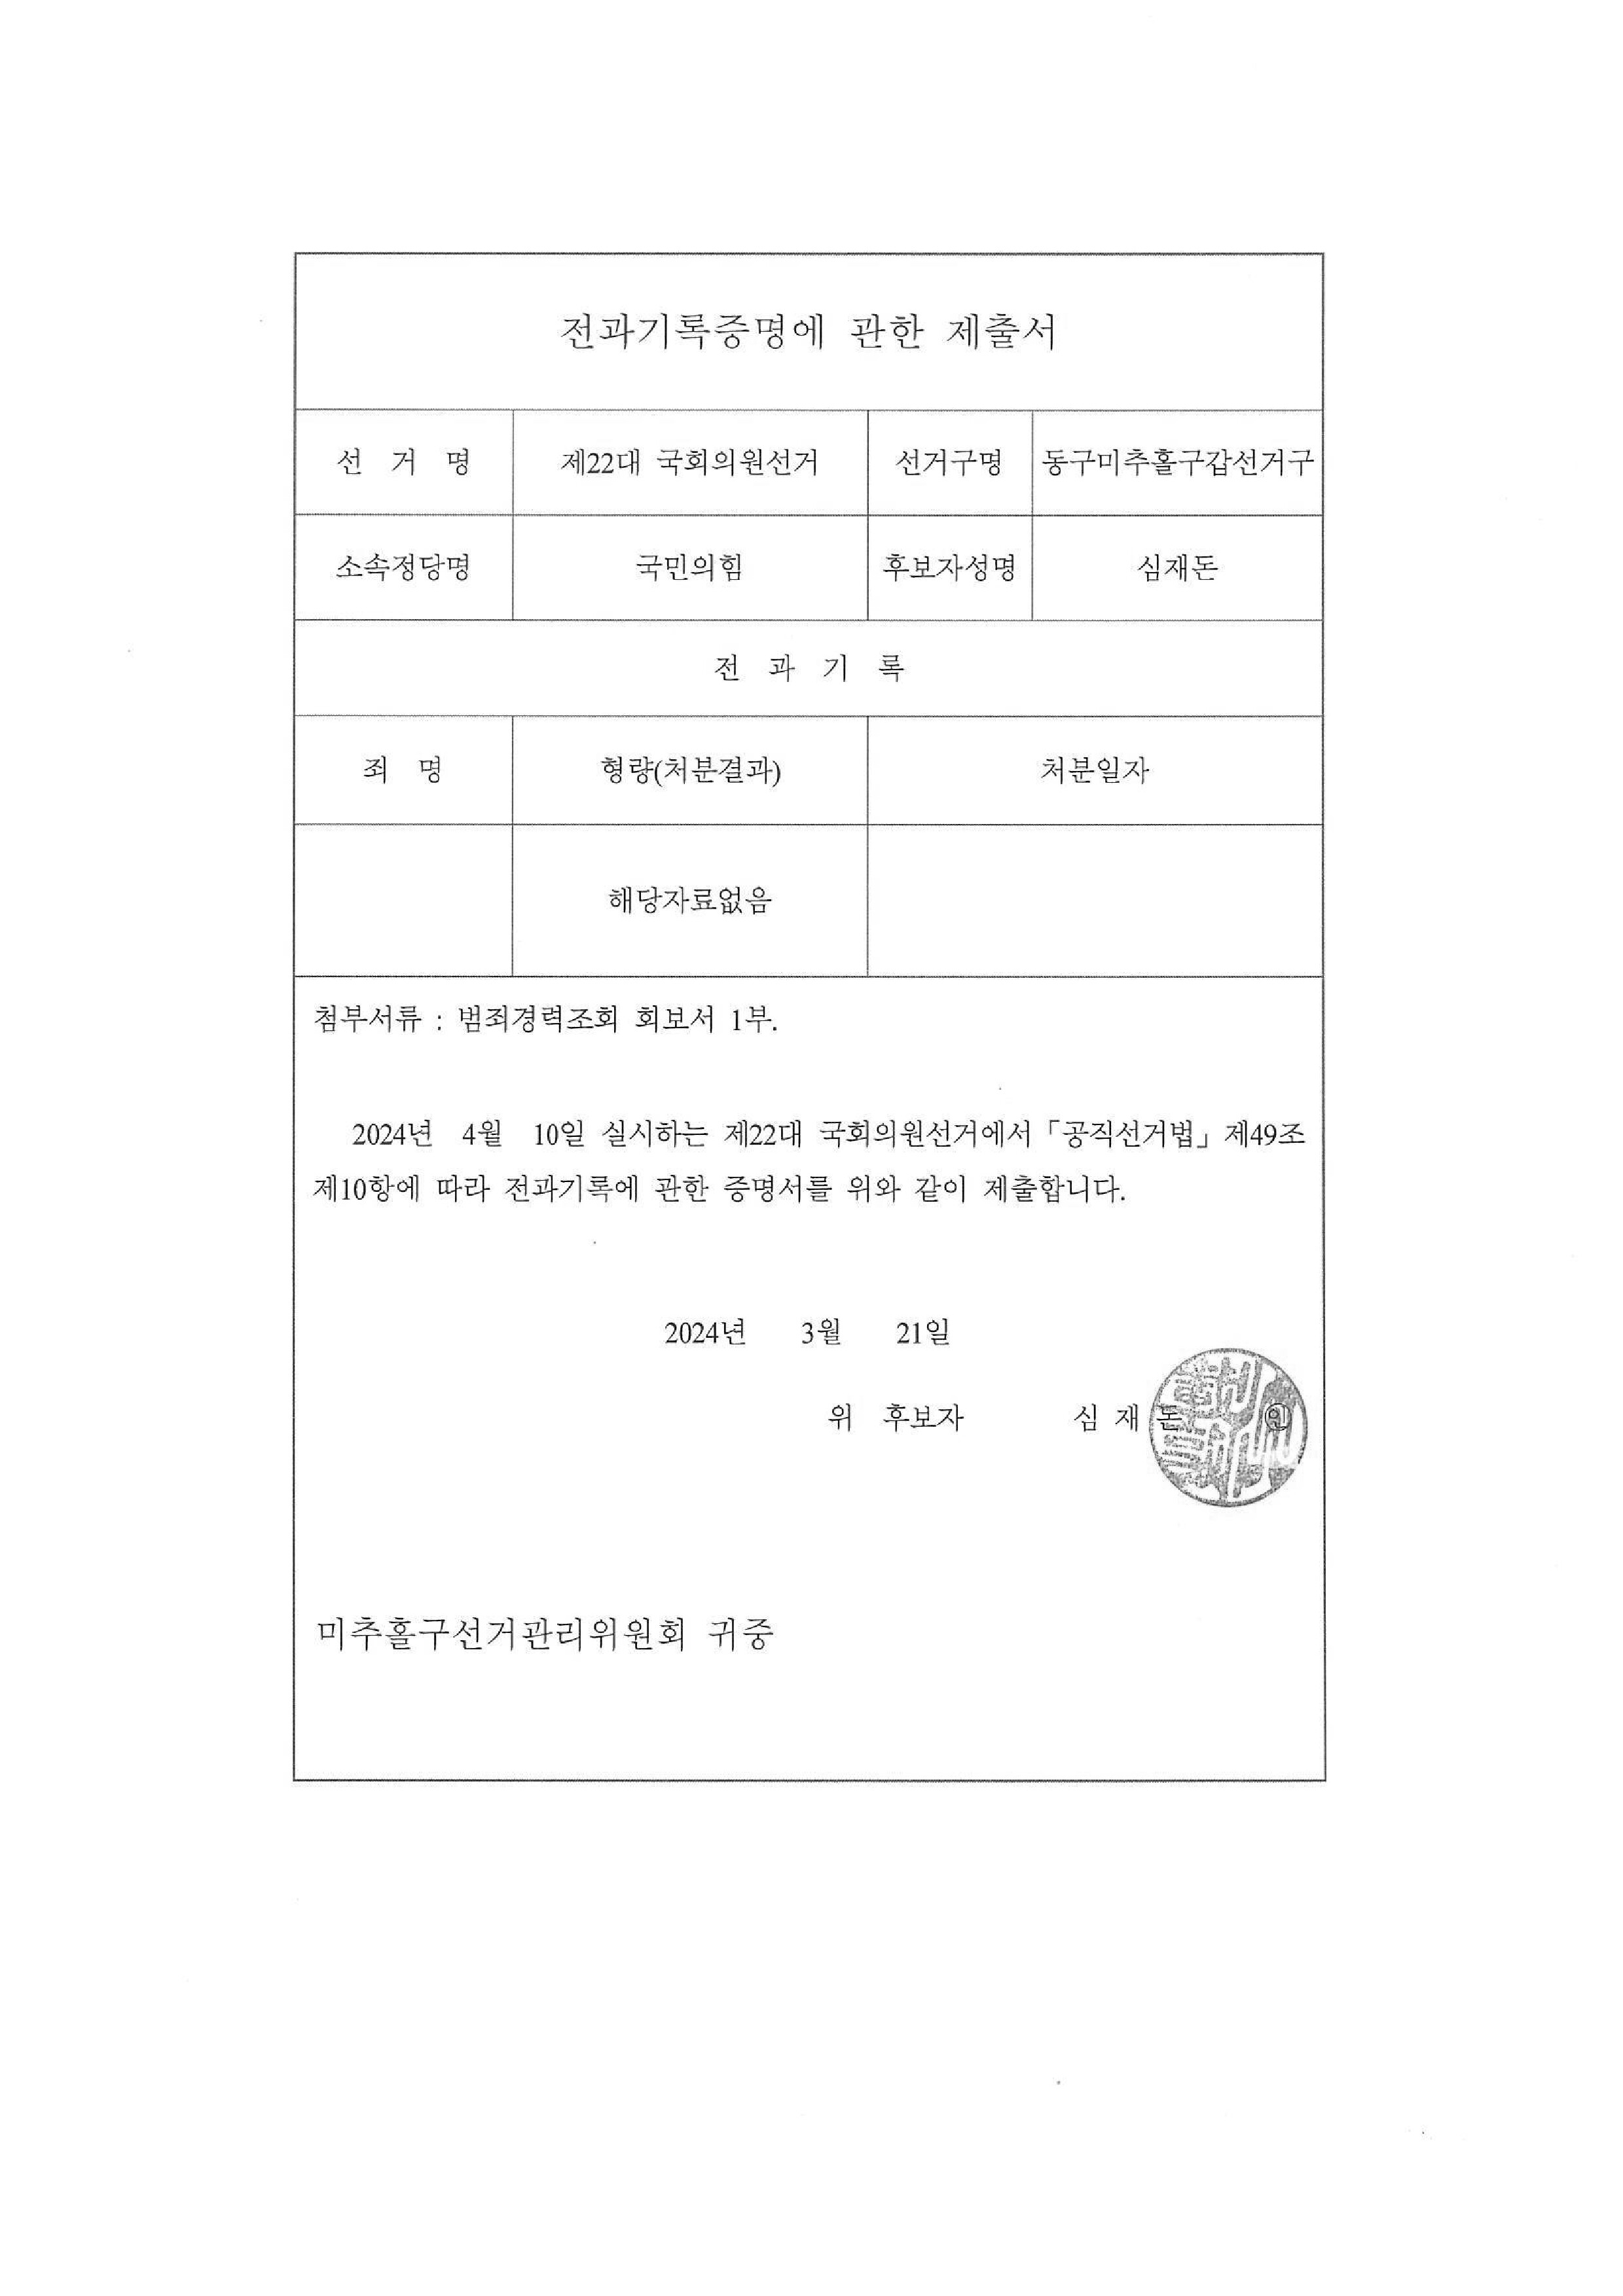 전과기록증명에 관한 제출서
선 거 명 제22대 국회의원선거 선거구명 동구미추홀구갑선거구
소속정당명 국민의힘 후보자성명 심재돈
전 과 기 록
죄 명 형량(처분결과) 처분일자
해당자료없음
첨부서류 : 범죄경력조회 회보서 1부.
2024년 4월 10일 실시하는 제22대 국회의원선거에서 「공직선거법」 제49조
제10항에 따라 전과기록에 관한 증명서를 위와 같이 제출합니다.
2024년 3월 21일
위 후보자 심 재 돈 ㊞
미추홀구선거관리위원회 귀중